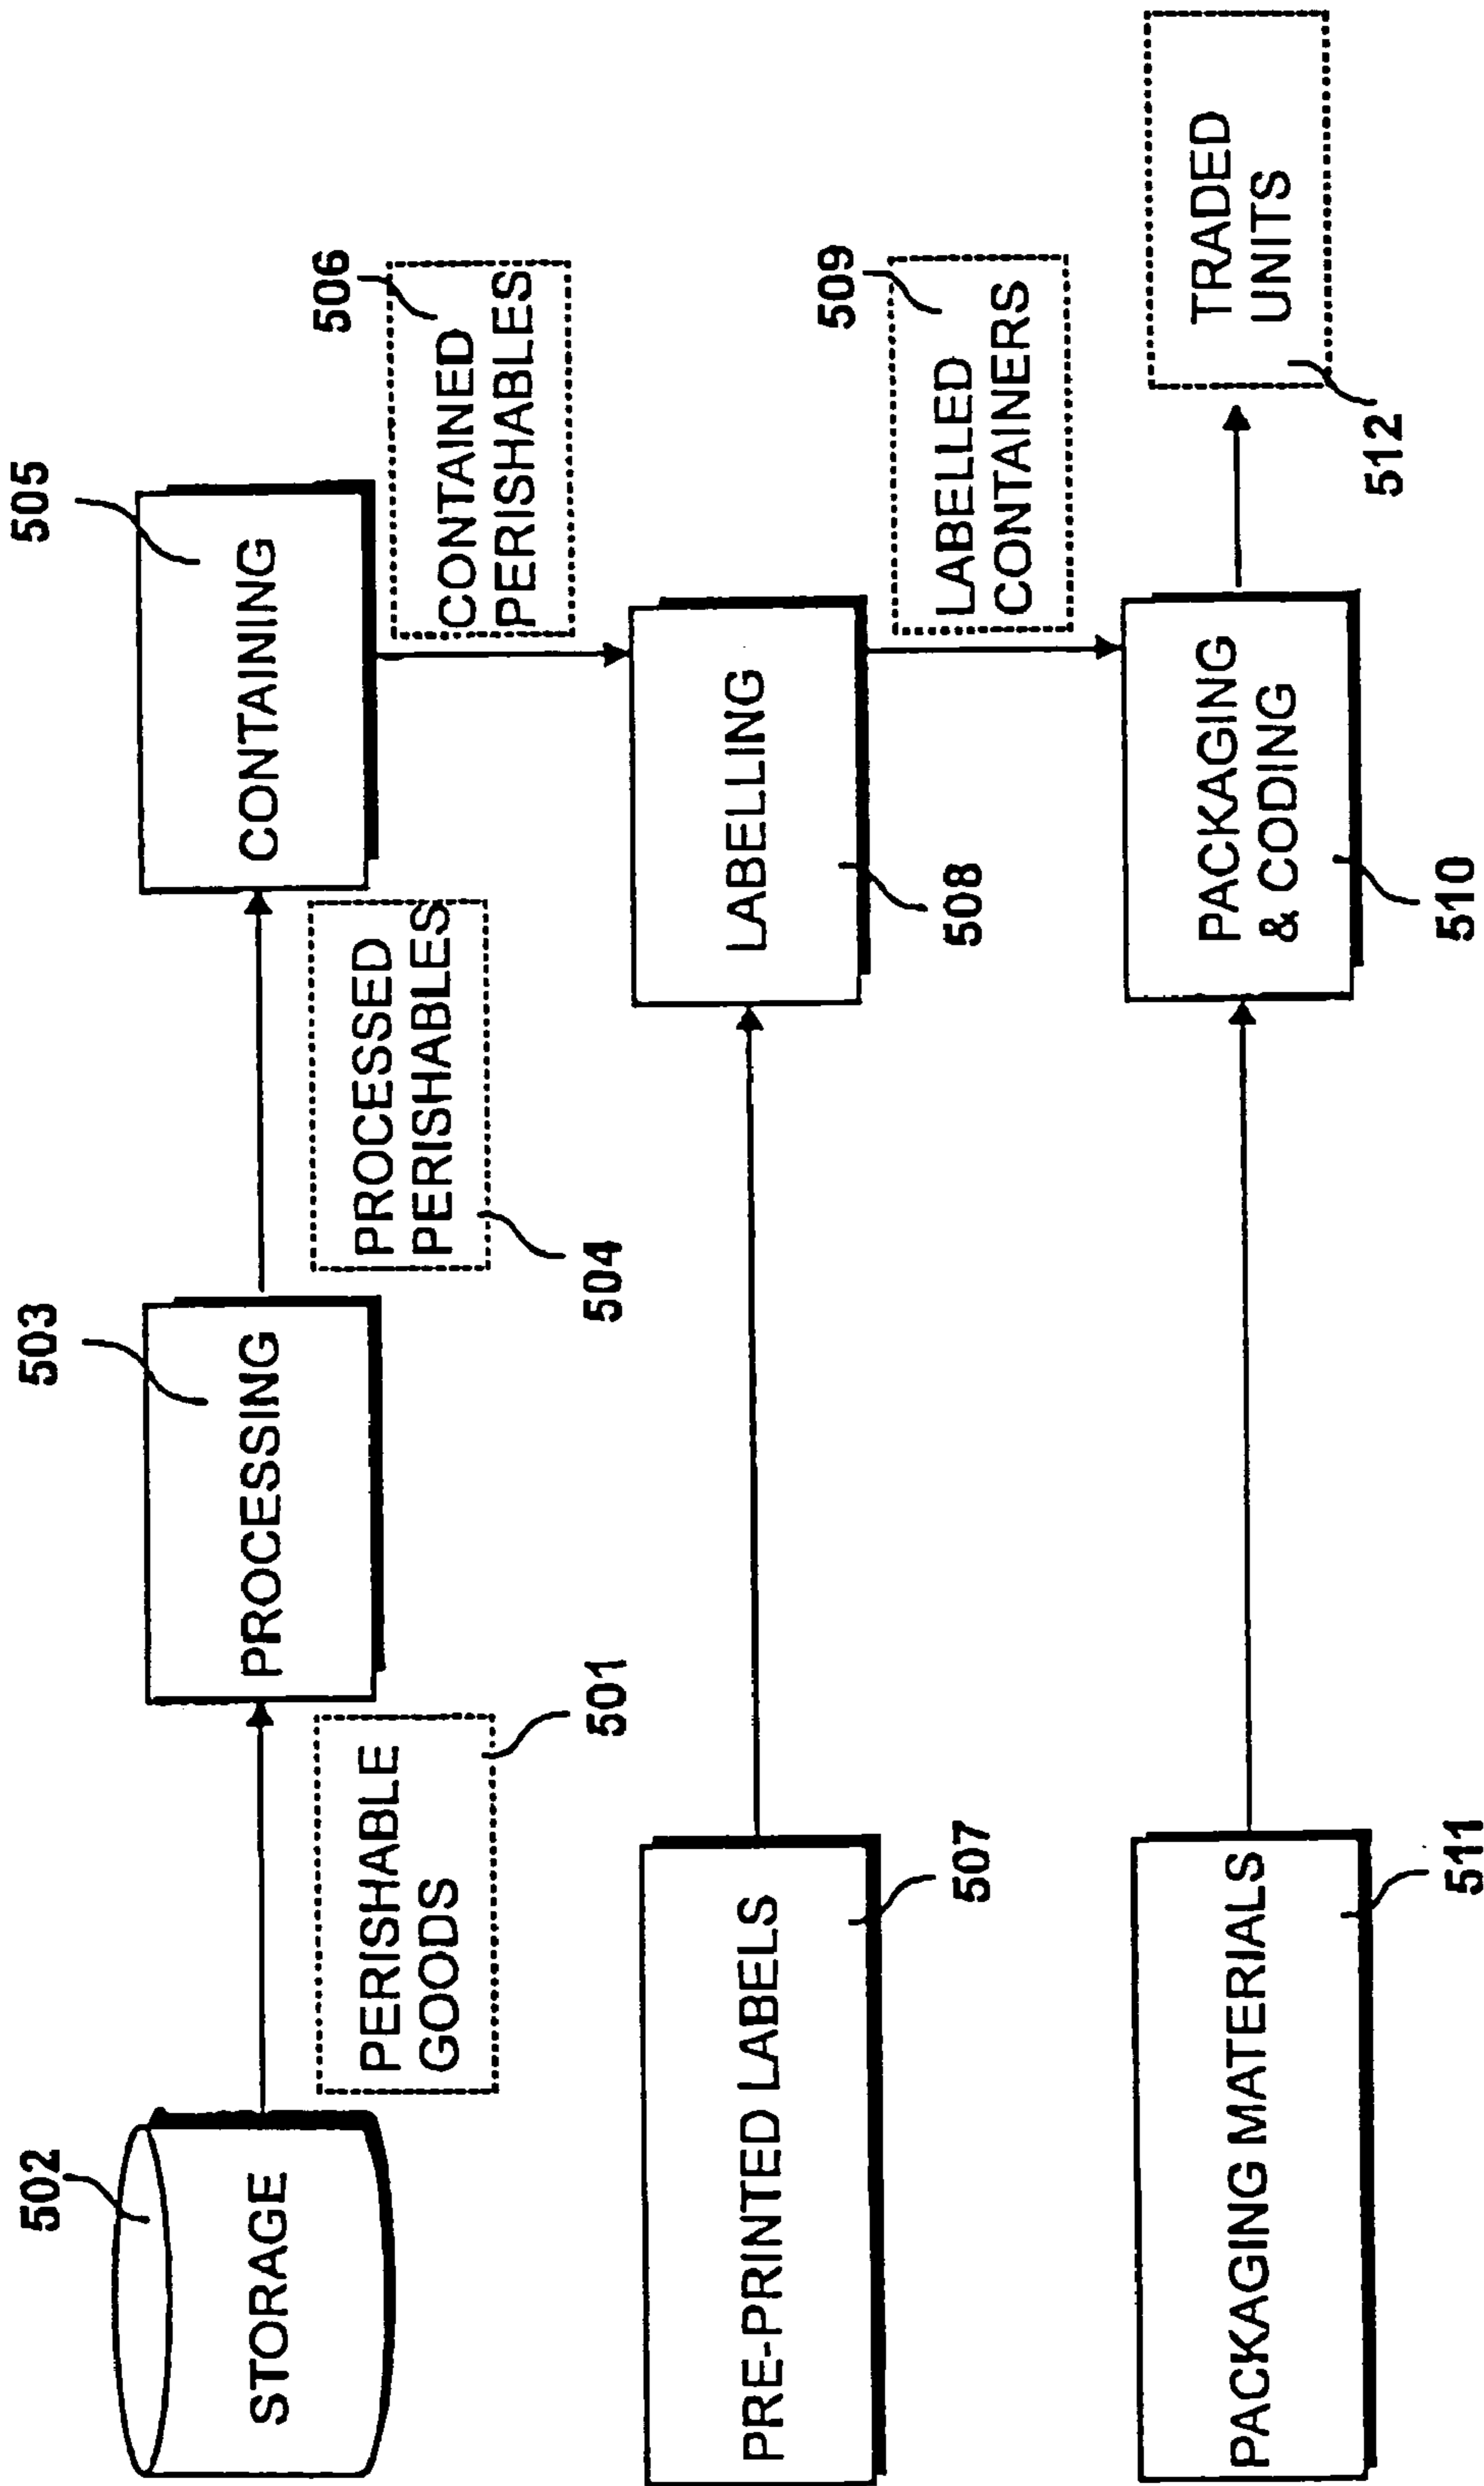 502
STORAGE
PERISHABLE
GOODS
501
503
PROCESSING
PROCESSED
PERISHABLES
504
505
CONTAINING
506
CONTAINED
PERISHABLES
PRE-PRINTED LABELS
507
LABELLING
508
509
LABELLED
CONTAINERS
PACKAGING MATERIALS
511
PACKAGING
& CODING
510
TRADED
UNITS
512